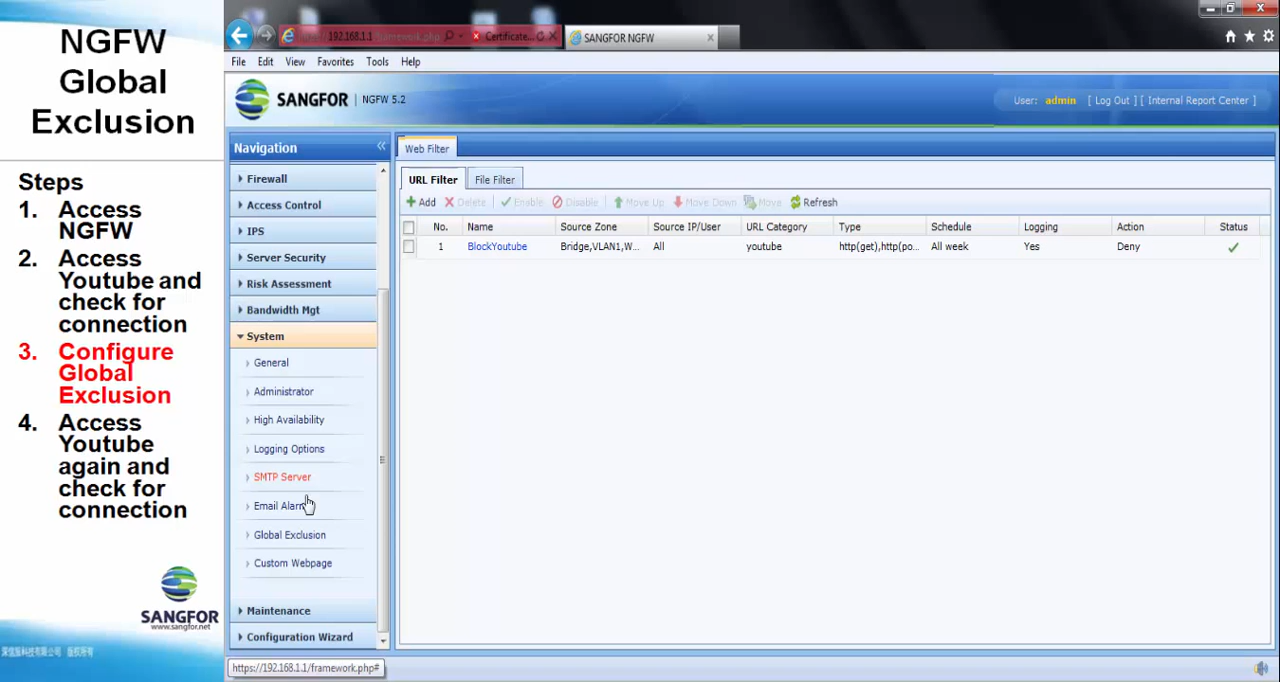 NGFW
Global
Exclusion
Steps
1. Access
NGFW
2. Access
Youtube and
check for
connection
3. Configure
Global
Exclusion
4. Access
Youtube
again and
check for
connection
SANGFOR
www.sangfor.net
192.168.1.1/framework.php
Certificate...
SANGFOR NGFW
File Edit View Favorites Tools Help
SANGFOR NGFW 5.2
User: admin [ Log Out ] [ Internal Report Center ]
Navigation
Firewall
Access Control
IPS
Server Security
Risk Assessment
Bandwidth Mgt
System
General
Administrator
High Availability
Logging Options
SMTP Server
Email Alarm
Global Exclusion
Custom Webpage
Maintenance
Configuration Wizard
Web Filter
URL Filter File Filter
Add Delete Enable Disable Move Up Move Down Move Refresh
No. Name Source Zone Source IP/User URL Category Type Schedule Logging Action Status
1 BlockYoutube Bridge,VLAN1,W... All youtube http(get),http(po... All week Yes Deny
https://192.168.1.1/framework.php#